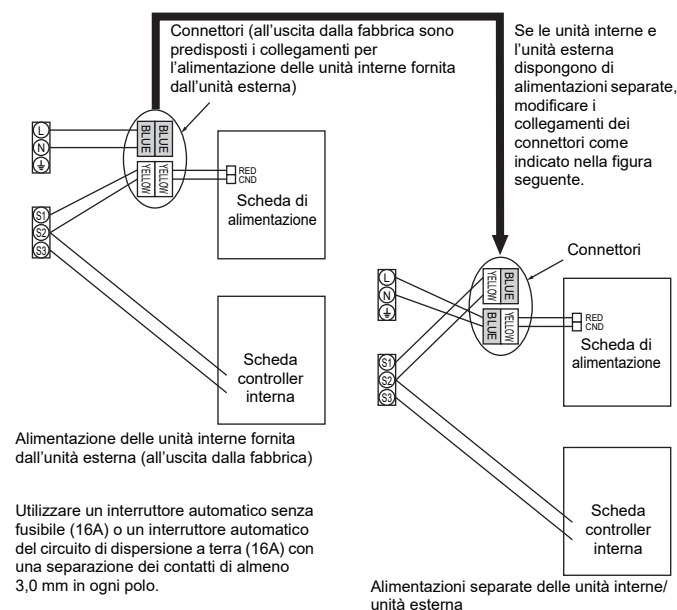 Connettori (all'uscita dalla fabbrica sono
predisposti i collegamenti per
l'alimentazione delle unità interne fornita
dall'unità esterna)
L
N
BLUE
BLUE
YELLOW
YELLOW
RED
CND
Scheda di
alimentazione
S1
S2
S3
Scheda
controller
interna
Alimentazione delle unità interne fornita
dall'unità esterna (all'uscita dalla fabbrica)
Utilizzare un interruttore automatico senza
fusibile (16A) o un interruttore automatico
del circuito di dispersione a terra (16A) con
una separazione dei contatti di almeno
3,0 mm in ogni polo.
Se le unità interne e
l'unità esterna
dispongono di
alimentazioni separate,
modificare i
collegamenti dei
connettori come
indicato nella figura
seguente.
Connettori
L
N
YELLOW
BLUE
BLUE
YELLOW
RED
CND
Scheda di
alimentazione
S1
S2
S3
Scheda
controller
interna
Alimentazioni separate delle unità interne/
unità esterna